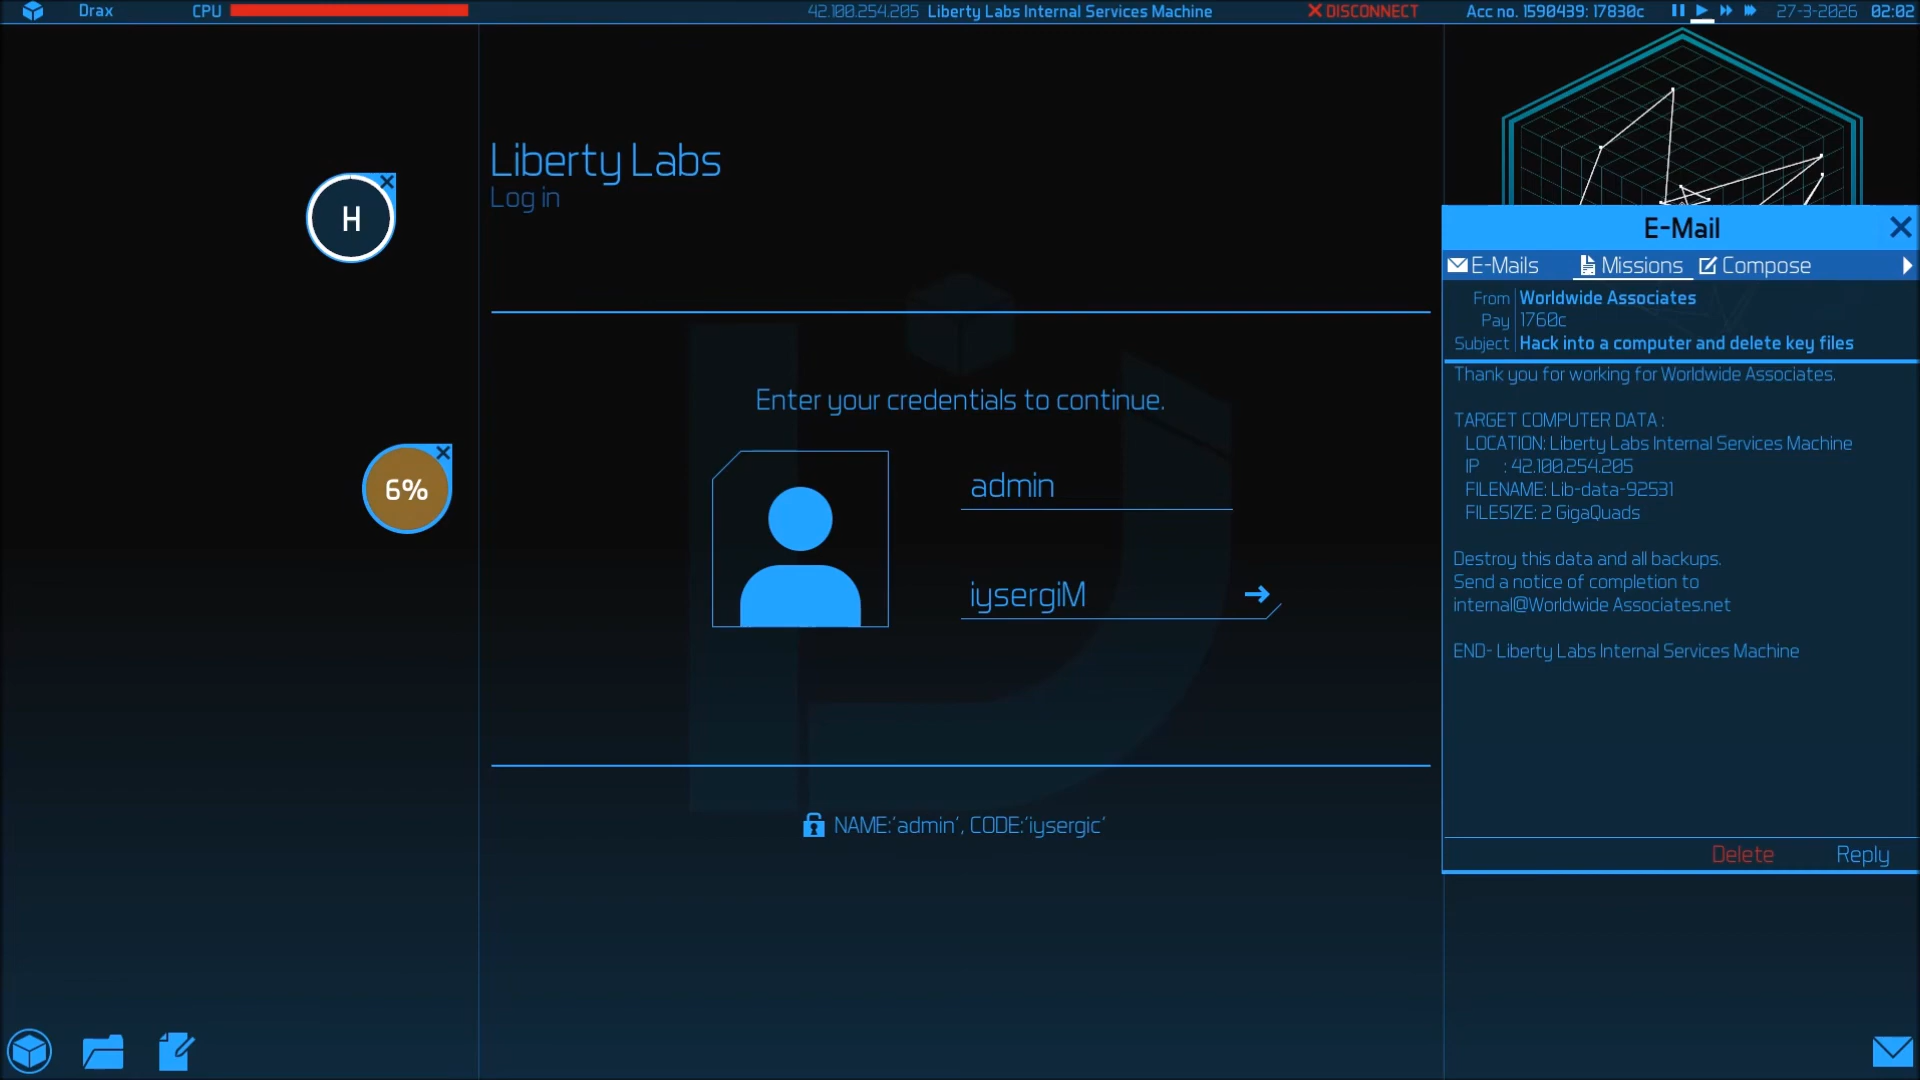 Drax
CPU
42.100.254.205 Liberty Labs Internal Services Machine
DISCONNECT
Acc no. 1590439: 17830c
27-3-2026 02:02
Liberty Labs
Log in
H
6%
Enter your credentials to continue.
admin
iysergiM
NAME:'admin', CODE:'iysergic'
E-Mail
E-Mails Missions Compose
From Worldwide Associates
Pay 1760c
Subject Hack into a computer and delete key files
Thank you for working for Worldwide Associates.
TARGET COMPUTER DATA :
LOCATION: Liberty Labs Internal Services Machine
IP : 42.100.254.205
FILENAME: Lib-data-92531
FILESIZE: 2 GigaQuads
Destroy this data and all backups.
Send a notice of completion to
internal@Worldwide Associates.net
END- Liberty Labs Internal Services Machine
Delete Reply